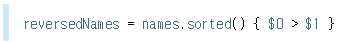 reversedNames = names.sorted() { $0 > $1 }